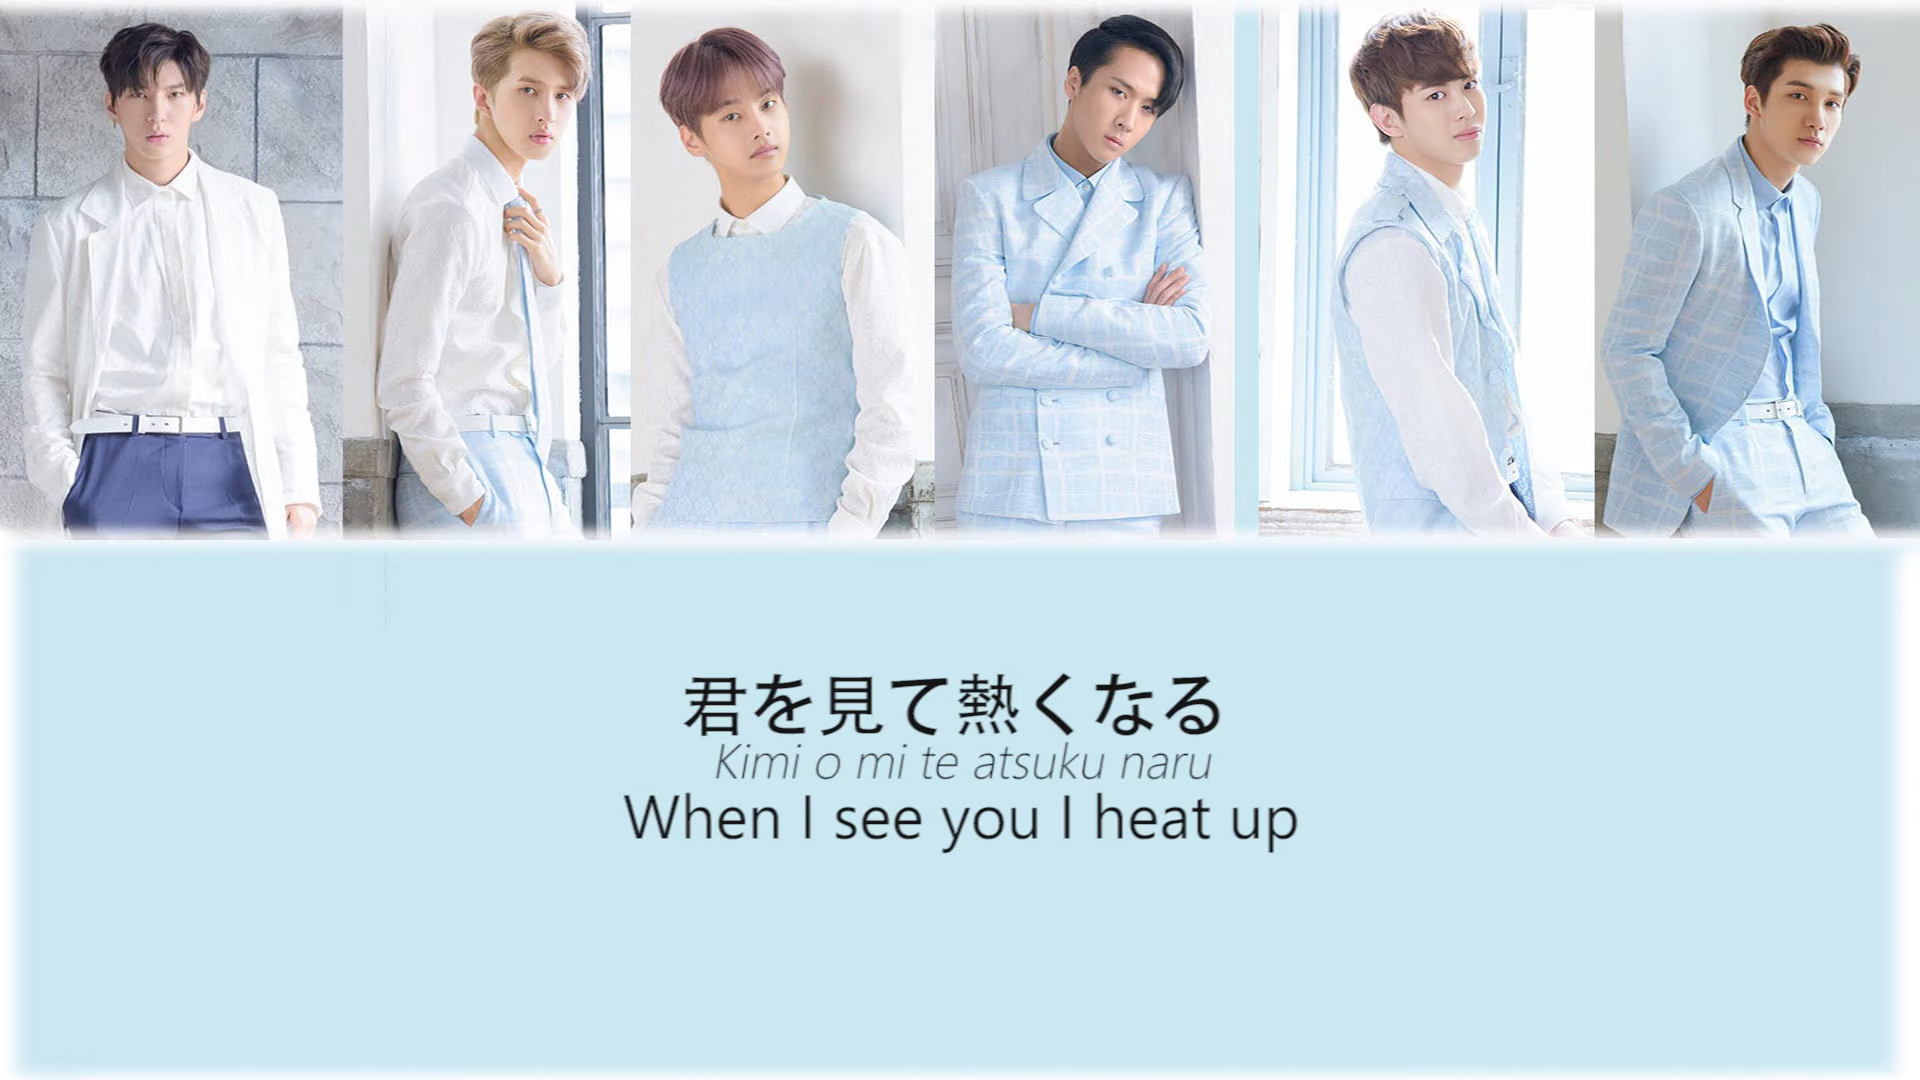 君を見て熱くなる
Kimi o mi te atsuku naru
When I see you I heat up